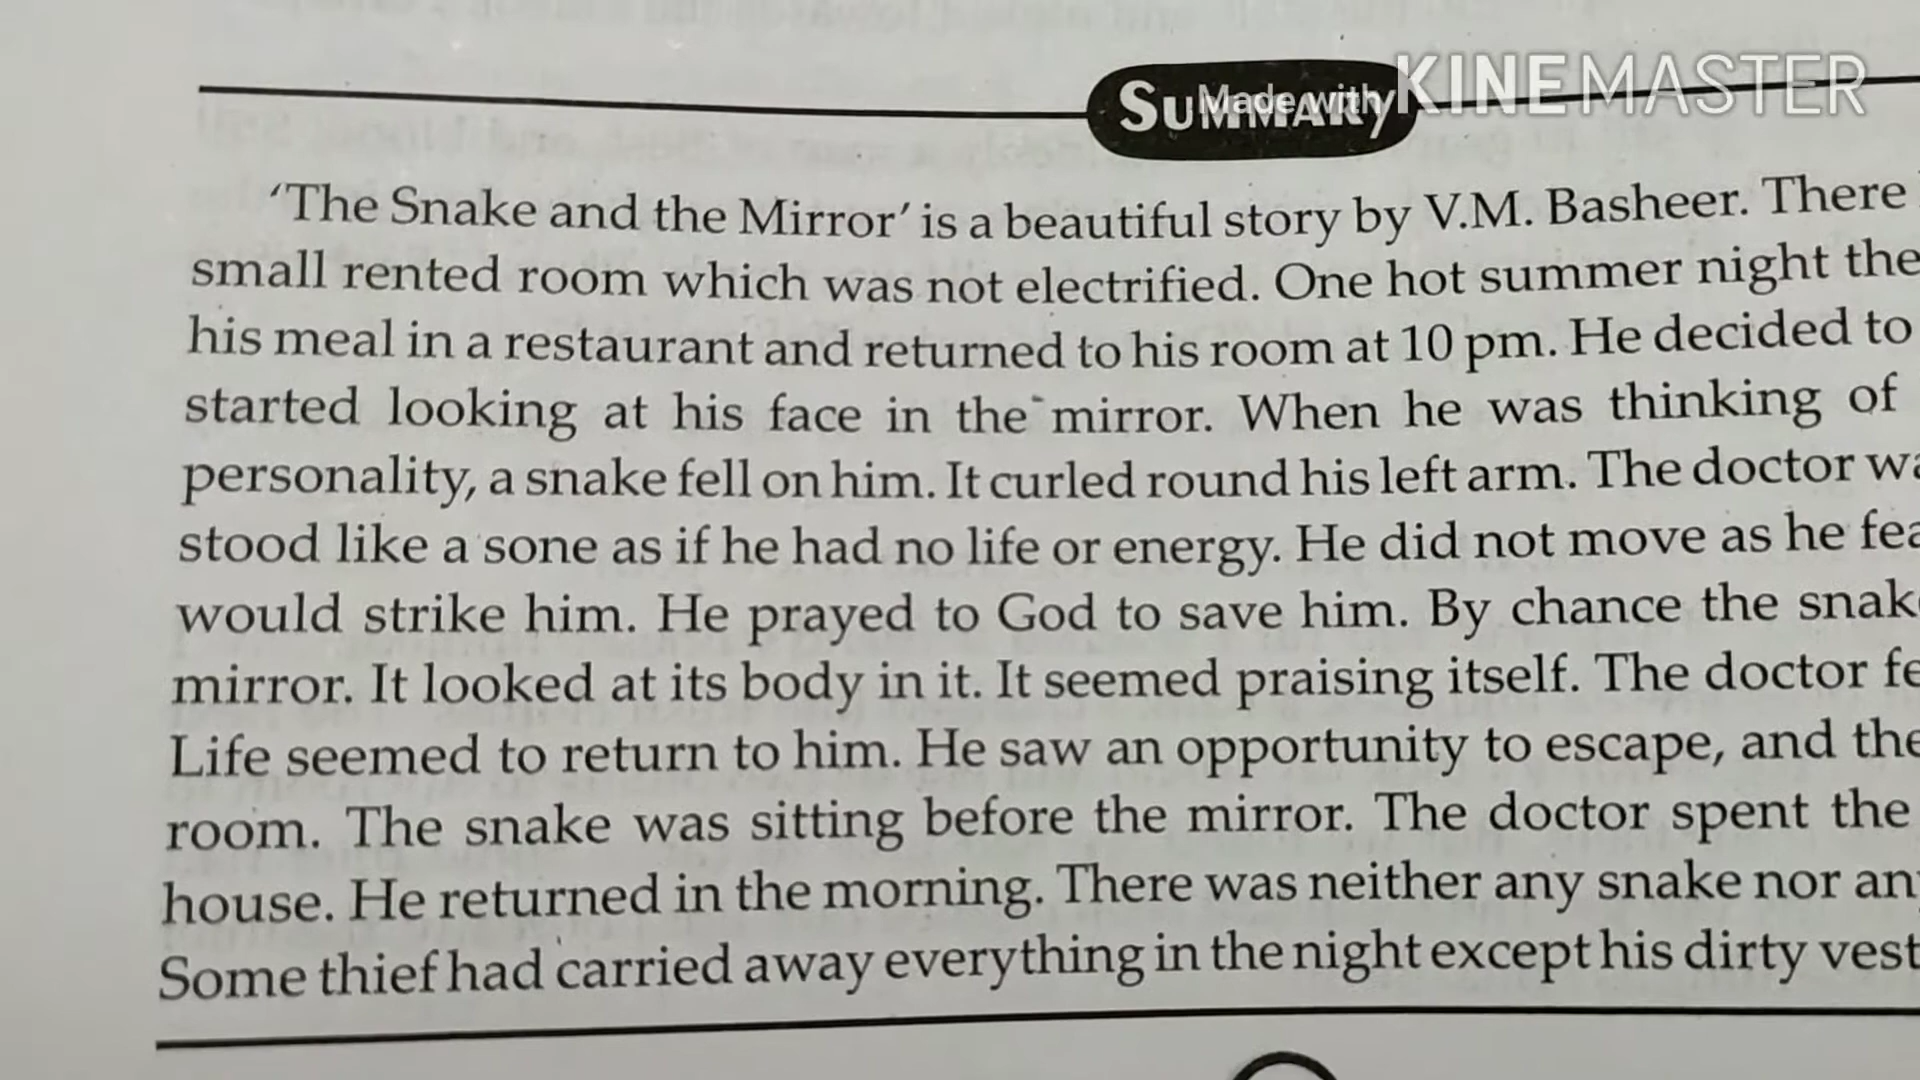 SUMMARY
Made with KINEMASTER
'The Snake and the Mirror' is a beautiful story by V.M. Basheer. There
small rented room which was not electrified. One hot summer night the
his meal in a restaurant and returned to his room at 10 pm. He decided to
started looking at his face in the mirror. When he was thinking of
personality, a snake fell on him. It curled round his left arm. The doctor
stood like a sone as if he had no life or energy. He did not move as he
would strike him. He prayed to God to save him. By chance the
mirror. It looked at its body in it. It seemed praising itself. The doctor
Life seemed to return to him. He saw an opportunity to escape, and
room. The snake was sitting before the mirror. The doctor spent the
house. He returned in the morning. There was neither any snake nor
Some thief had carried away everything in the night except his dirty vest